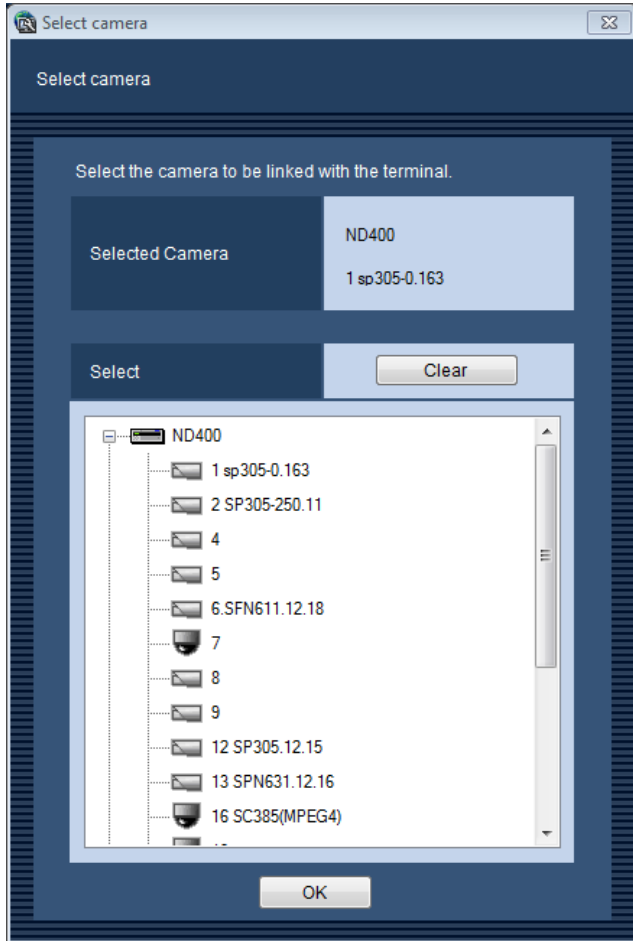 Select camera
Select camera
Select the camera to be linked with the terminal.
Selected Camera
ND400
1 sp305-0.163
Select
Clear
ND400
1 sp305-0.163
2 SP305-250.11
4
5
6.SFN611.12.18
7
8
9
12 SP305.12.15
13 SPN631.12.16
16 SC385(MPEG4)
OK